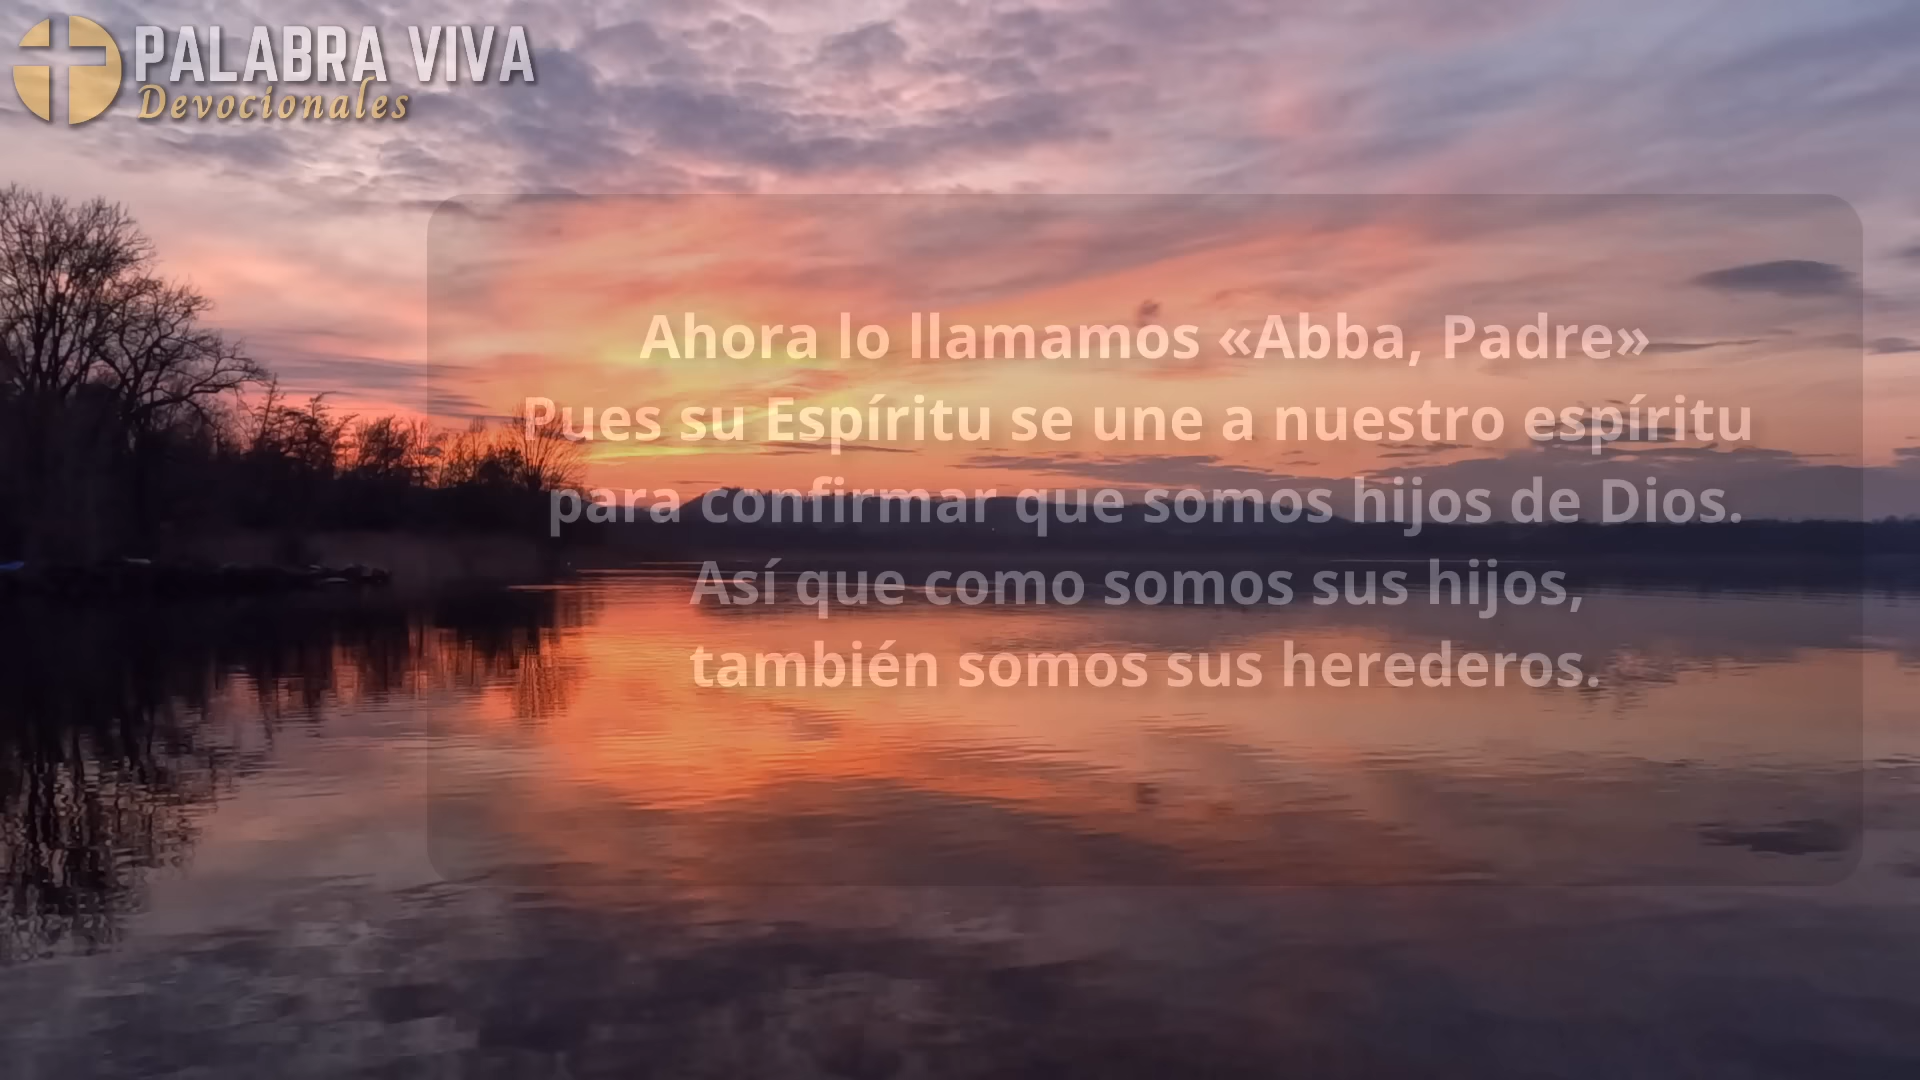 PALABRA VIVA
Devocionales
Ahora lo llamamos «Abba, Padre»
Pues su Espíritu se une a nuestro espíritu
para confirmar que somos hijos de Dios.
Así que como somos sus hijos,
también somos sus herederos.